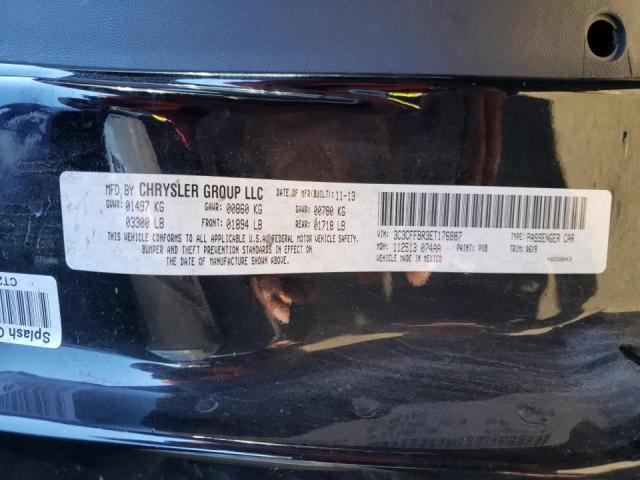 MFD BY CHRYSLER GROUP LLC DATE OF MFR(BUILT): 11-13
GVWR: 01497 KG GAWR: 00860 KG GAWR: 00780 KG
03300 LB FRONT: 01894 LB REAR: 01718 LB
THIS VEHICLE CONFORMS TO ALL APPLICABLE U.S.A. FEDERAL MOTOR VEHICLE SAFETY,
BUMPER AND THEFT PREVENTION STANDARDS IN EFFECT ON
THE DATE OF MANUFACTURE SHOWN ABOVE.
VIN: 3C3CFFBR3ET176887 TYPE: PASSENGER CAR
MDH: 112513 074AA PAINT: PXB TRIM: 
VEHICLE MADE IN MEXICO
Splash
CT2